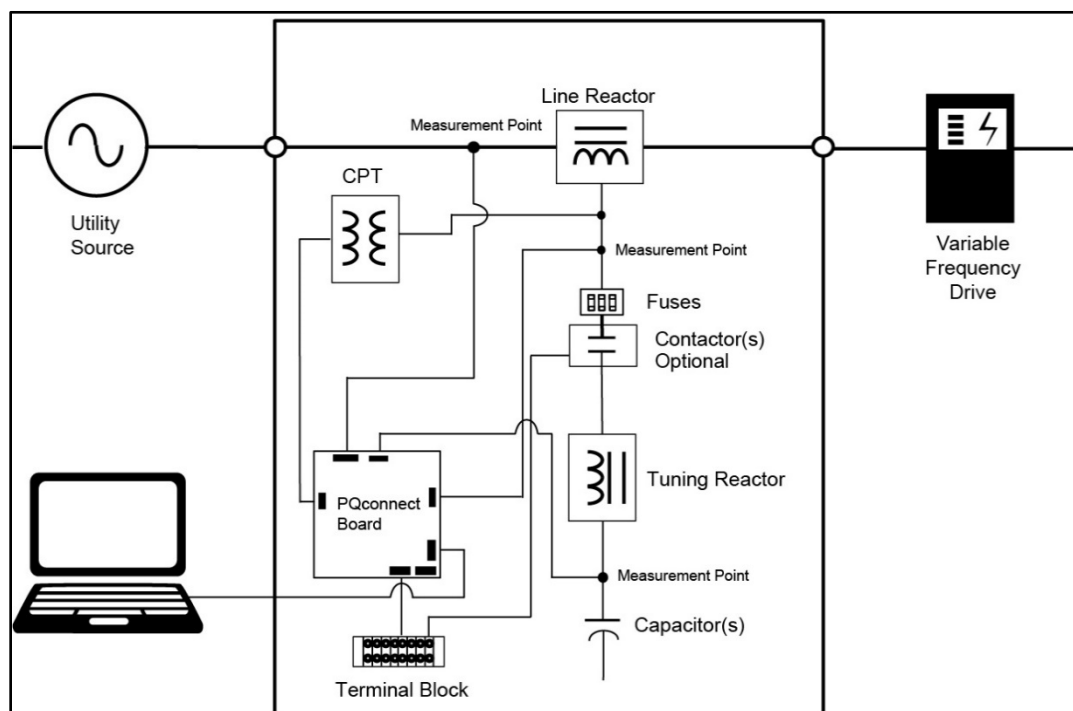 Line Reactor
Measurement Point
CPT
Utility
Source
Measurement Point
Variable
Frequency
Drive
Fuses
Contactor(s)
Optional
Tuning Reactor
PQconnect
Board
Measurement Point
Capacitor(s)
Terminal Block